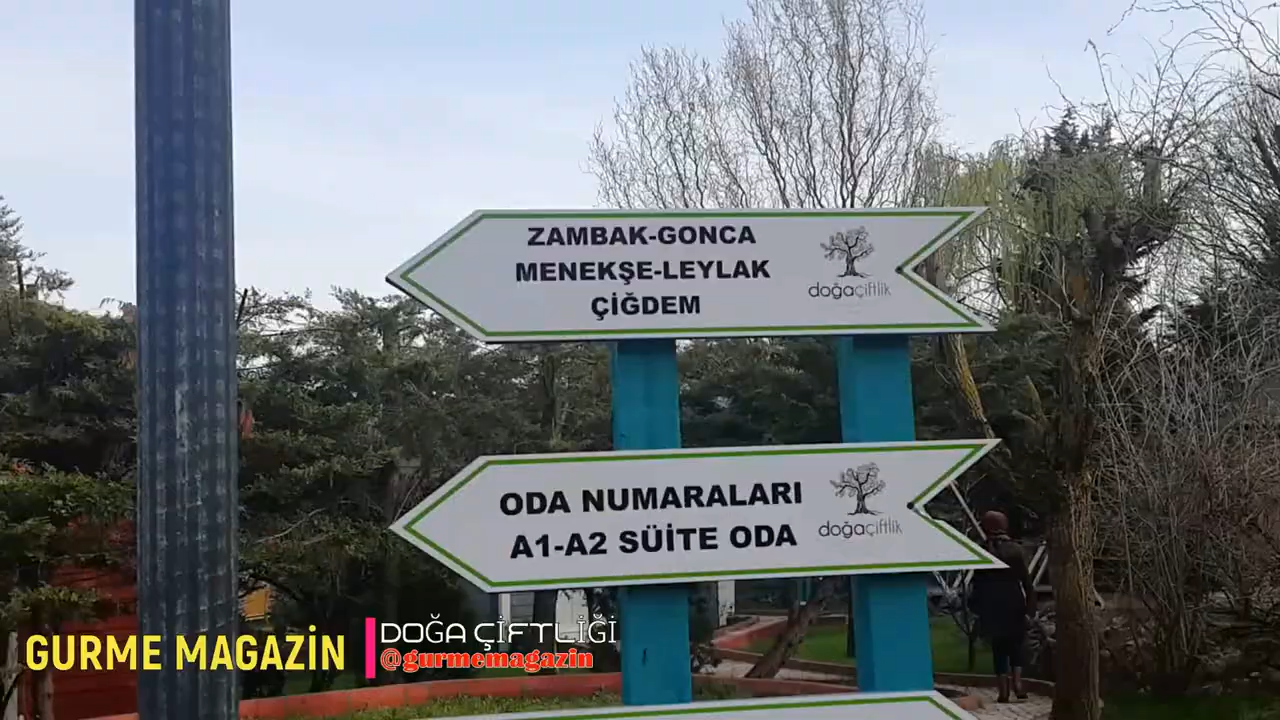 ZAMBAK-GONCA
MENEKŞE-LEYLAK
ÇİĞDEM
doğaçiftlik
ODA NUMARALARI
A1-A2 SÜİTE ODA
doğaçiftlik
GURME MAGAZİN
DOĞA ÇİFTLİĞİ
@gurmemagazin